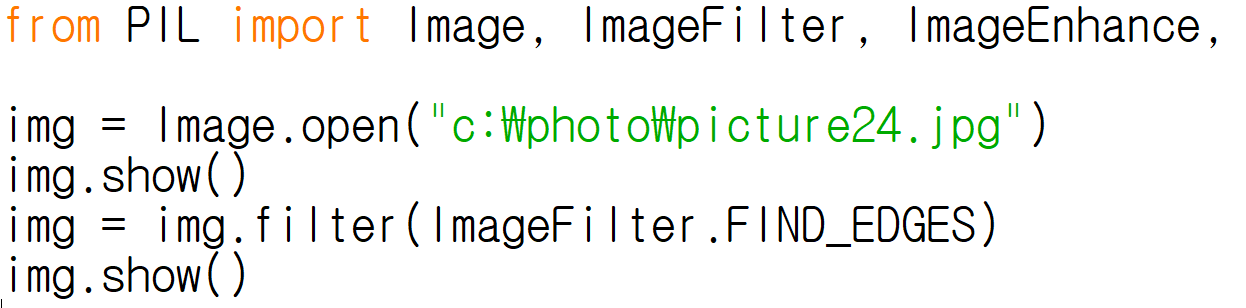 from PIL import Image, ImageFilter, ImageEnhance,
img = Image.open("c:₩photo₩picture24.jpg")
img.show()
img = img.filter(ImageFilter.FIND_EDGES)
img.show()